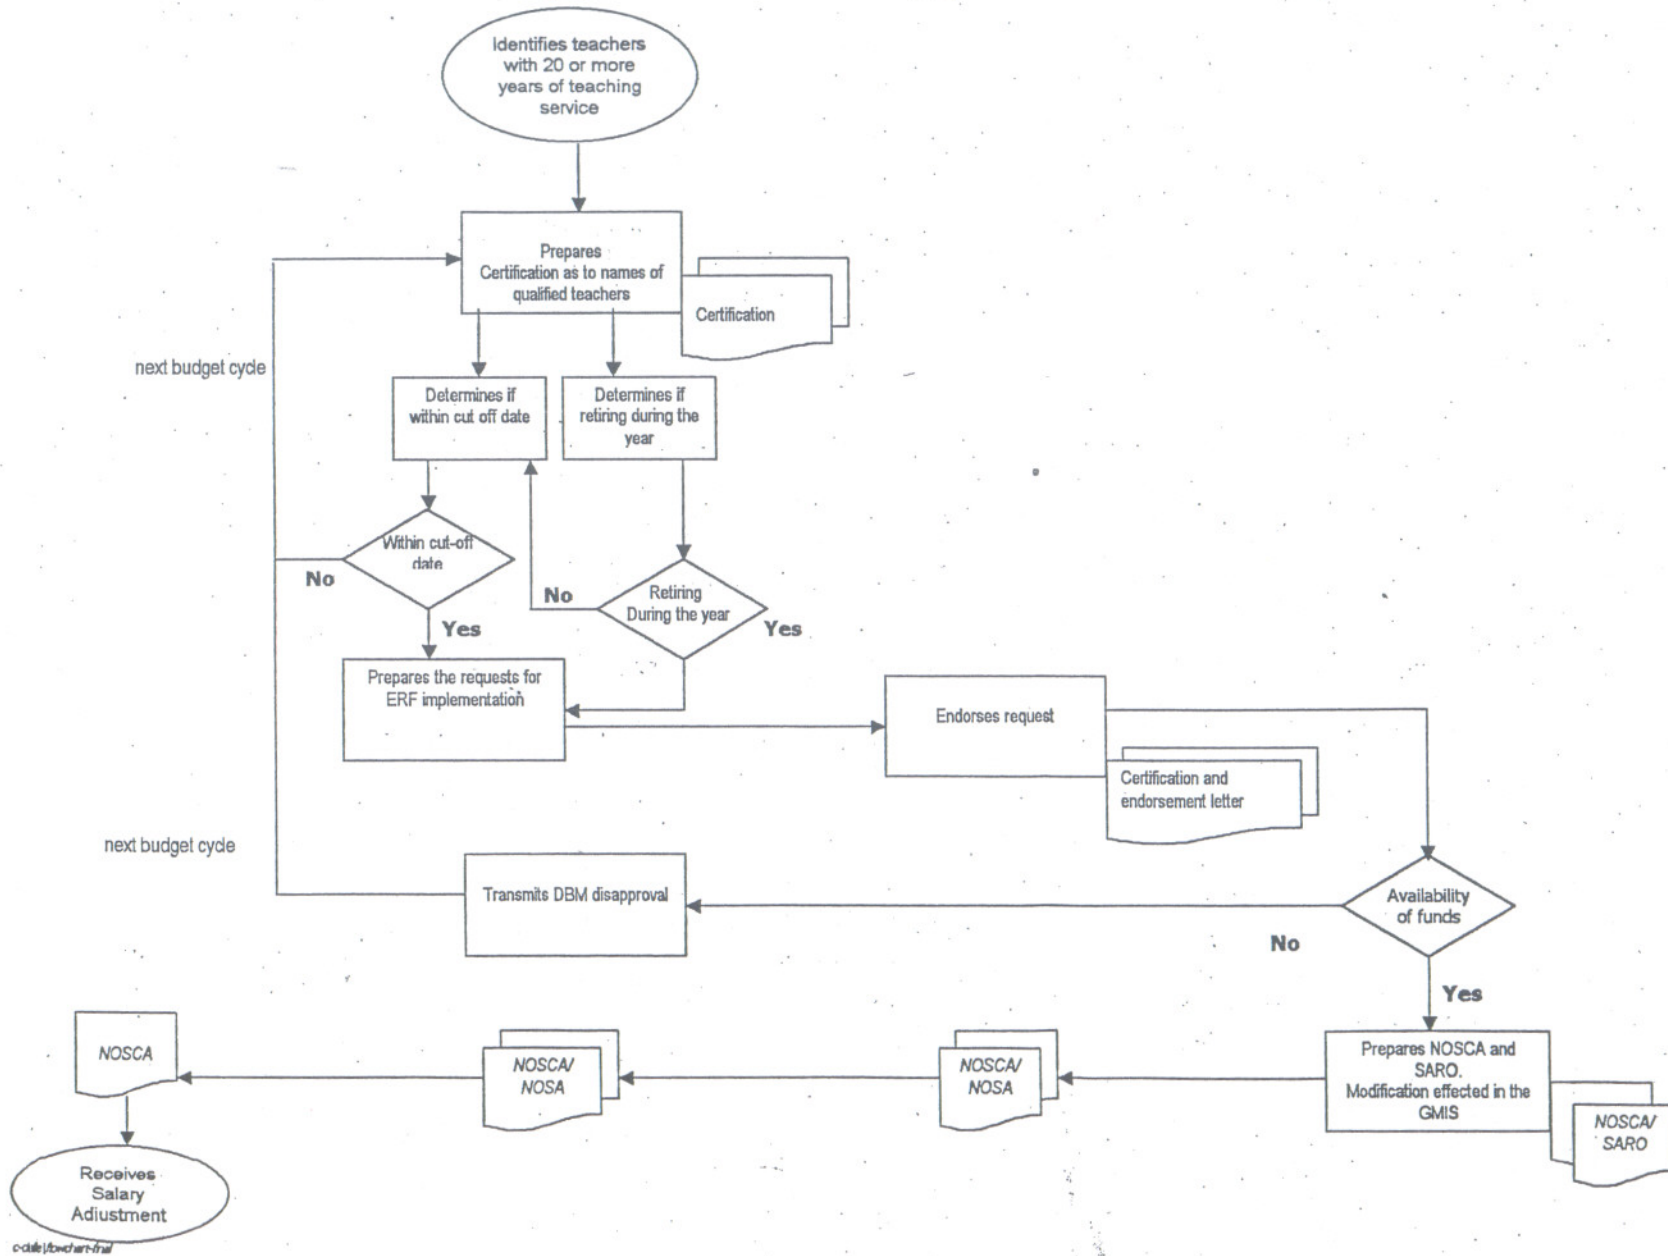 Identifies teachers
with 20 or more
years of teaching
service
Prepares
Certification as to names of
qualified teachers
Certification
next budget cycle
Determines if
within cut off date
Determines if
retiring during the
year
Within cut-off
date
No
Yes
Retiring
During the year
No
Yes
Prepares the requests for
ERF implementation
Endorses request
Certification and
endorsement letter
next budget cycle
Transmits DBM disapproval
Availability
of funds
No
Yes
Prepares NOSCA and
SARO.
Modification effected in the
GMIS
NOSCA/
SARO
NOSCA/
NOSA
NOSCA/
NOSA
NOSCA
Receives
Salary
Adjustment